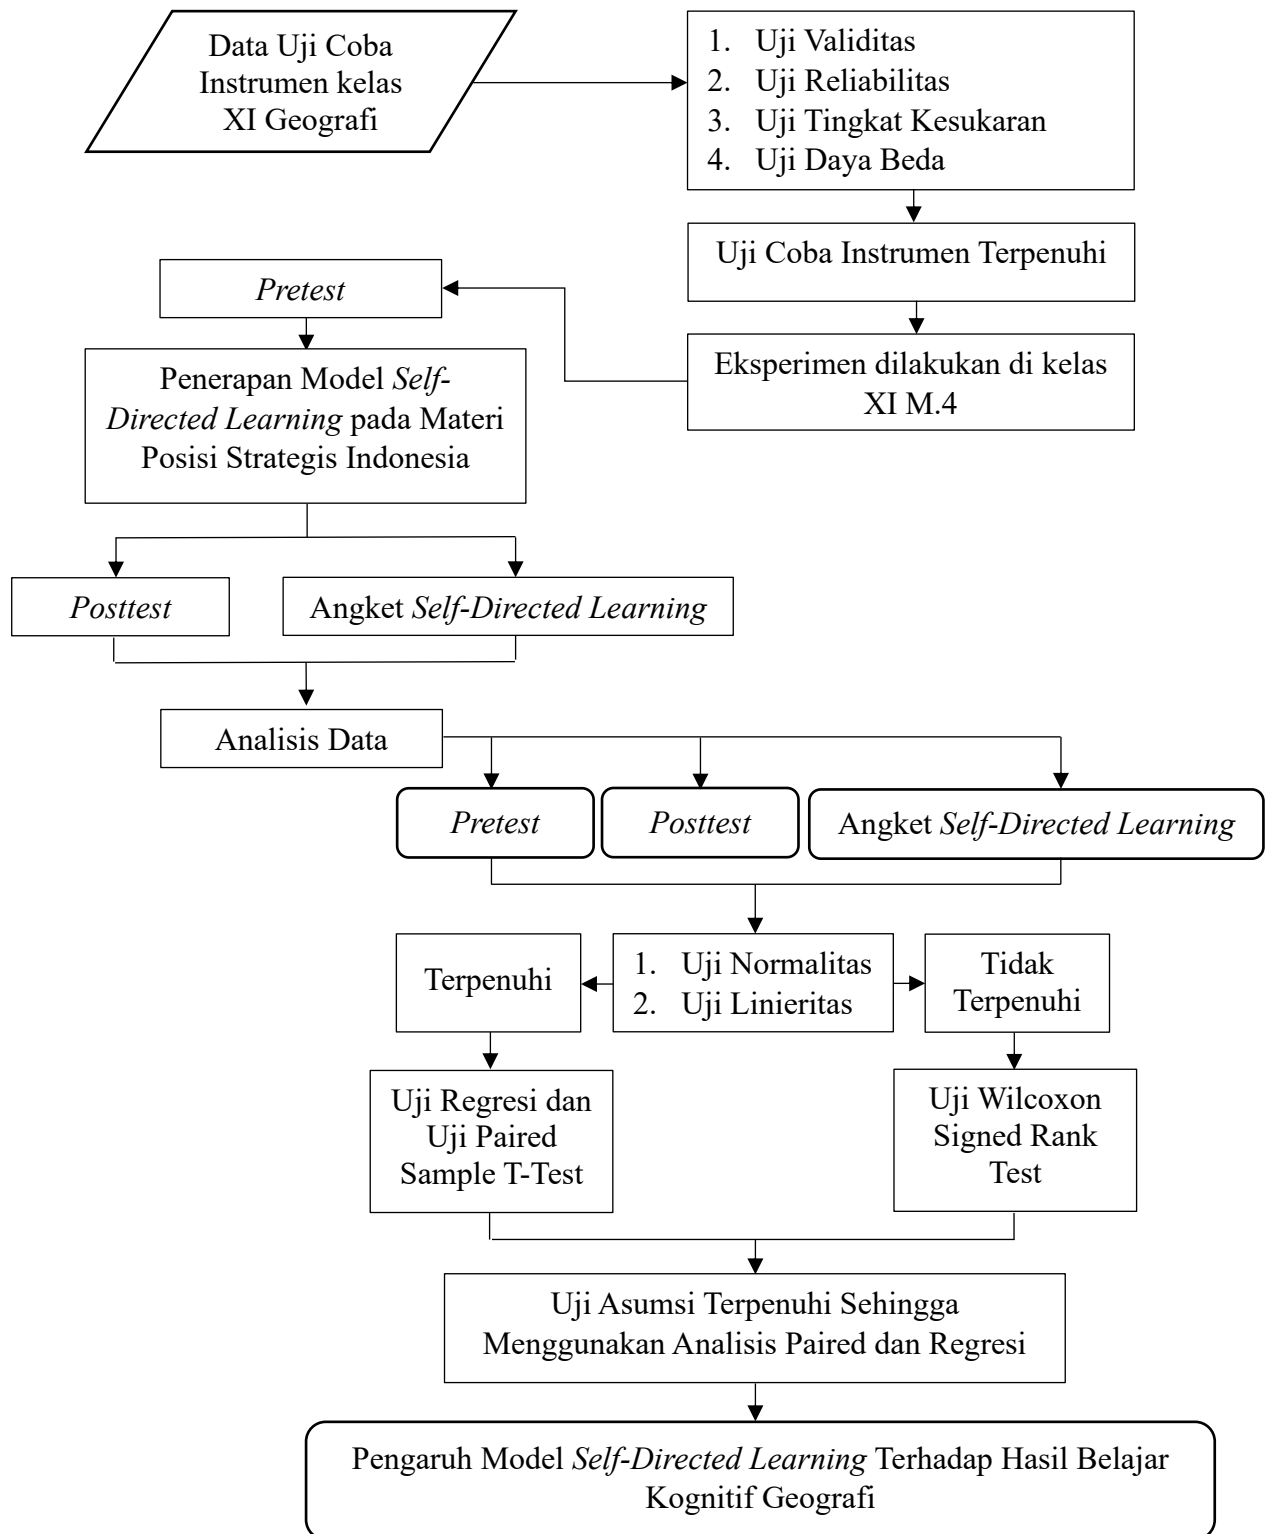 Data Uji Coba
Instrumen kelas
XI Geografi
1. Uji Validitas
2. Uji Reliabilitas
3. Uji Tingkat Kesukaran
4. Uji Daya Beda
Uji Coba Instrumen Terpenuhi
Eksperimen dilakukan di kelas
XI M.4
Pretest
Penerapan Model Self-
Directed Learning pada Materi
Posisi Strategis Indonesia
Posttest
Angket Self-Directed Learning
Analisis Data
Pretest
Posttest
Angket Self-Directed Learning
Terpenuhi
1. Uji Normalitas
2. Uji Linieritas
Tidak
Terpenuhi
Uji Regresi dan
Uji Paired
Sample T-Test
Uji Wilcoxon
Signed Rank
Test
Uji Asumsi Terpenuhi Sehingga
Menggunakan Analisis Paired dan Regresi
Pengaruh Model Self-Directed Learning Terhadap Hasil Belajar
Kognitif Geografi